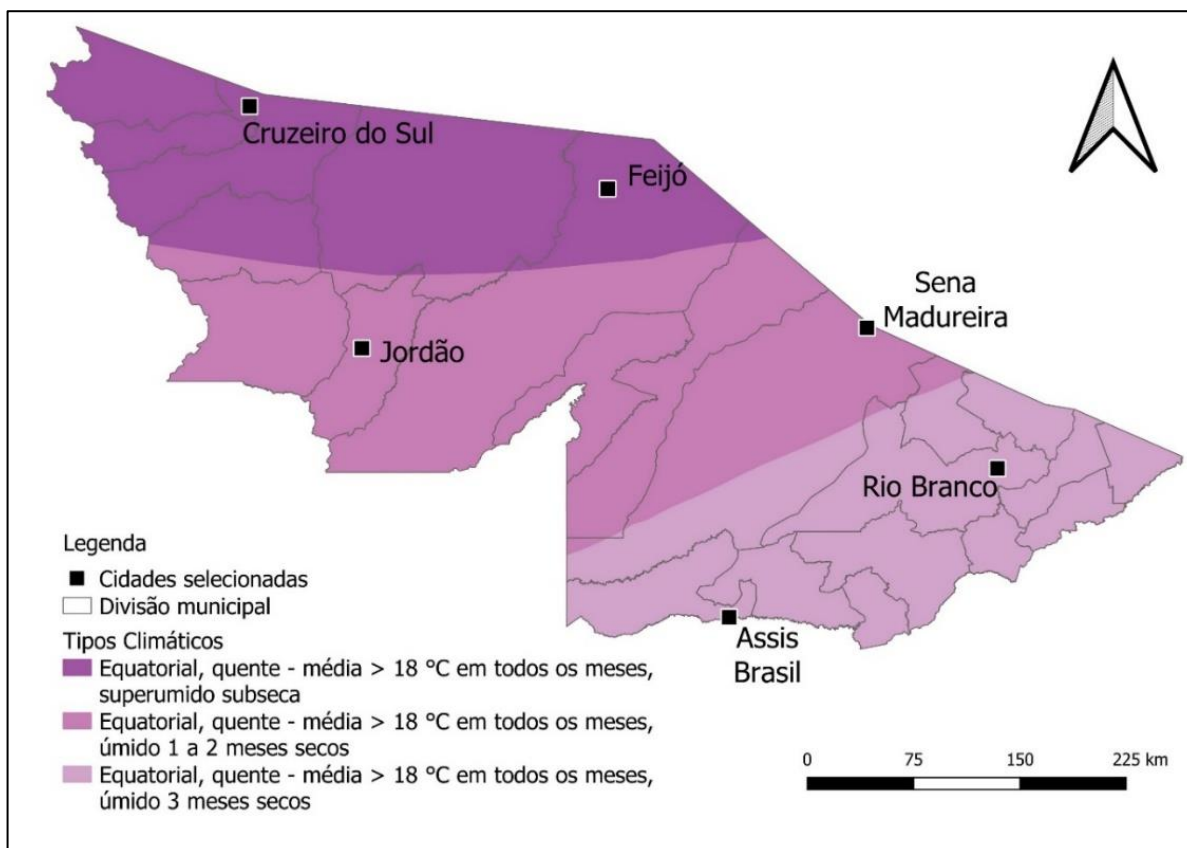 Cruzeiro do Sul
Feijó
Sena
Madureira
Jordão
Rio Branco
Assis
Brasil
Legenda
Cidades selecionadas
Divisão municipal
Tipos Climáticos
Equatorial, quente - média > 18 °C em todos os meses,
superumido subseca
Equatorial, quente - média > 18 °C em todos os meses,
úmido 1 a 2 meses secos
Equatorial, quente - média > 18 °C em todos os meses,
úmido 3 meses secos
0 75 150 225 km